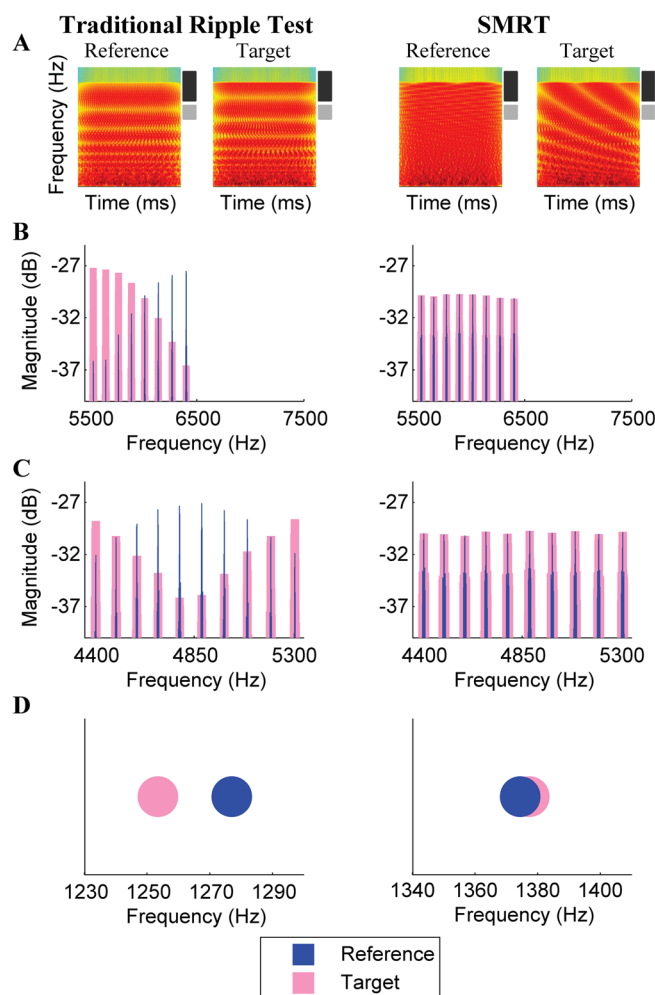 Traditional Ripple Test SMRT
A
Reference Target Reference Target
Frequency (Hz)
Time (ms) Time (ms) Time (ms) Time (ms)
B
Magnitude (dB)
-27
-32
-37
5500 6500 7500
Frequency (Hz)
-27
-32
-37
5500 6500 7500
Frequency (Hz)
C
Magnitude (dB)
-27
-32
-37
4400 4850 5300
Frequency (Hz)
-27
-32
-37
4400 4850 5300
Frequency (Hz)
D
1230 1250 1270 1290
Frequency (Hz)
1340 1360 1380 1400
Frequency (Hz)
Reference
Target